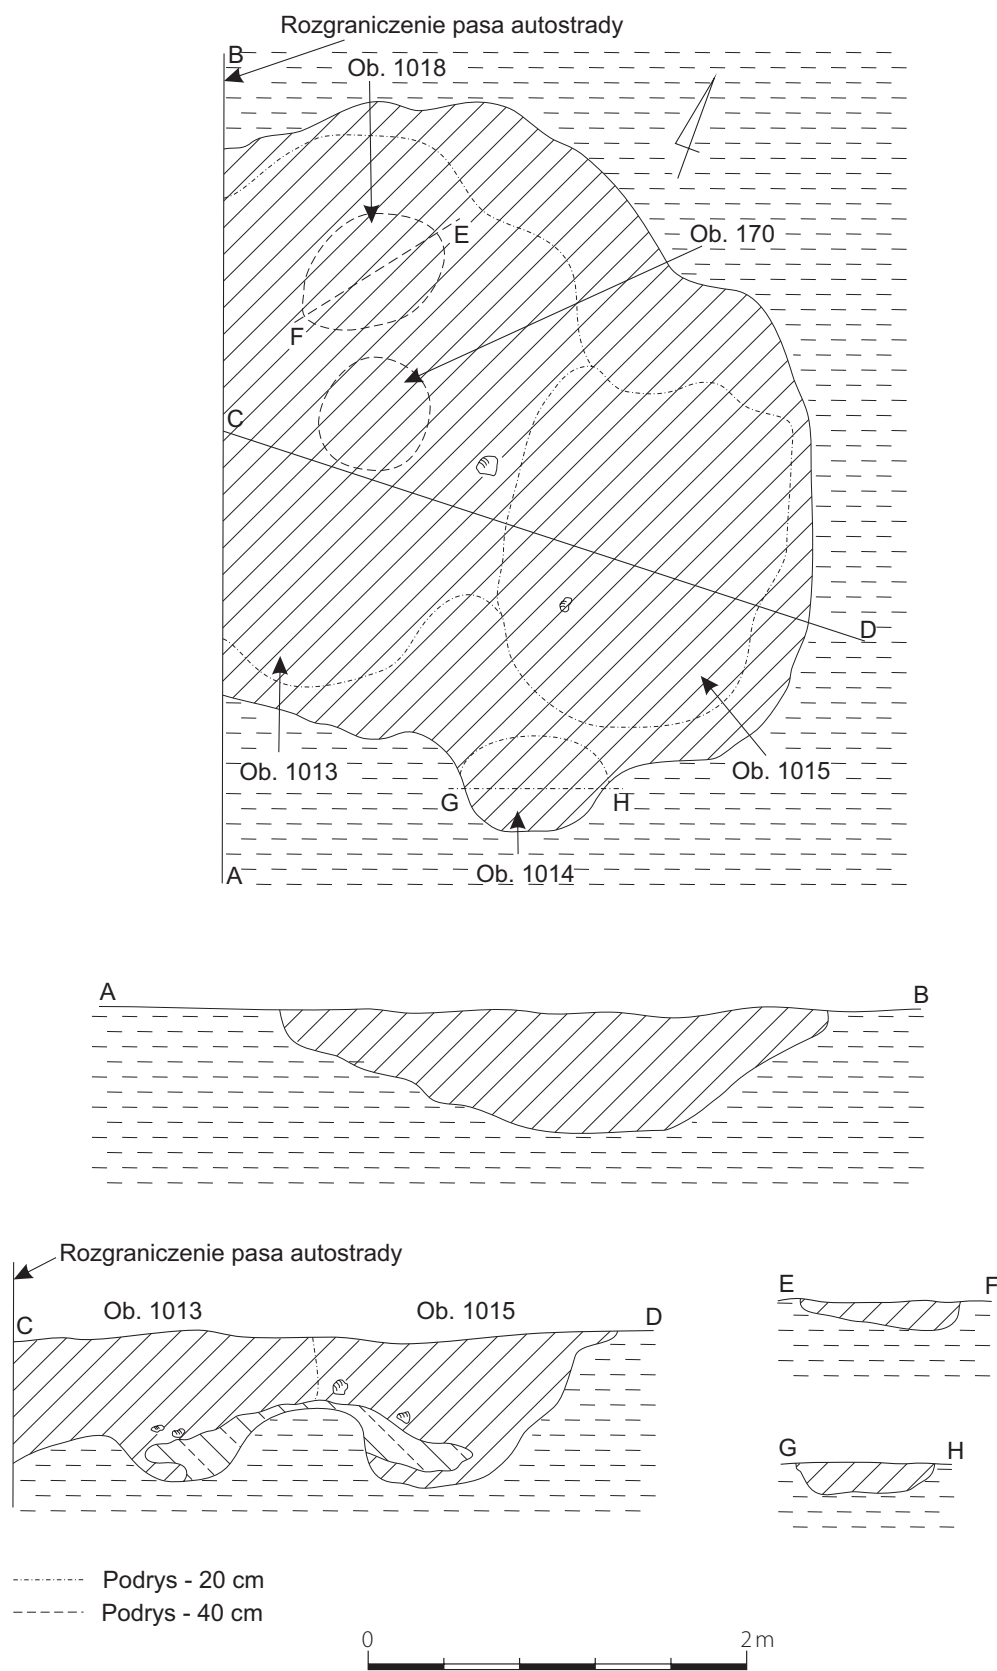 Rozgraniczenie pasa autostrady
B
Ob. 1018
Ob. 170
E
F
C
D
Ob. 1013
Ob. 1015
G
H
Ob. 1014
A
A
B
Rozgraniczenie pasa autostrady
Ob. 1013
Ob. 1015
C
D
E
F
G
H
Podrys - 20 cm
Podrys - 40 cm
0
2 m